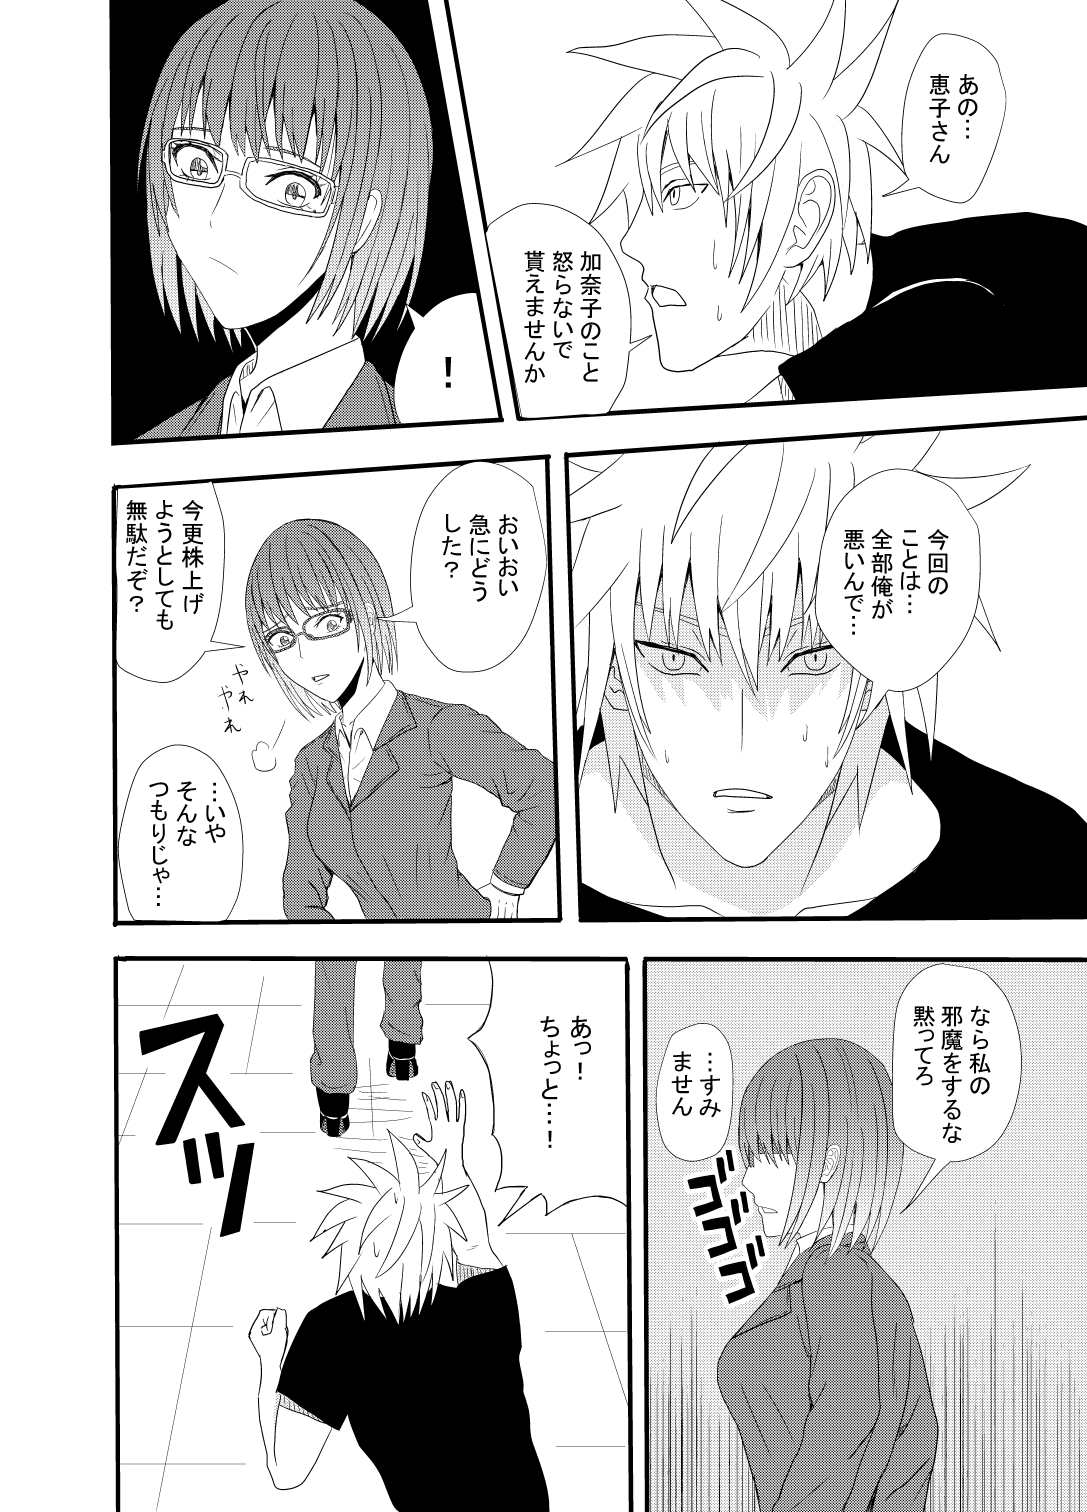 あの…
恵子さん
加奈子のこと
怒らないで
貰えませんか
！
今回の
ことは…
全部俺が
悪いんで…
おいおい
急にどう
した？
今更株上げ
ようとしても
無駄だぞ？
やれ
やれ
…いや
そんな
つもりじゃ…
なら私の
邪魔をするな
黙ってろ
…すみ
ません
ゴゴ
ゴゴ
ゴゴ
あっ！
ちょっと…！
スッ